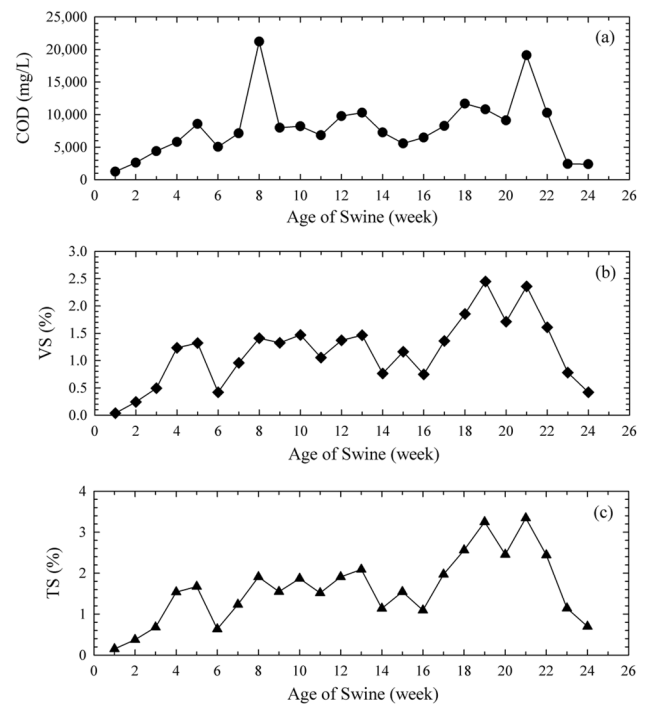 25,000
20,000
15,000
10,000
5,000
0
COD (mg/L)
(a)
0 2 4 6 8 10 12 14 16 18 20 22 24 26
Age of Swine (week)
3.0
2.5
2.0
1.5
1.0
0.5
0.0
VS (%)
(b)
0 2 4 6 8 10 12 14 16 18 20 22 24 26
Age of Swine (week)
4
3
2
1
0
TS (%)
(c)
0 2 4 6 8 10 12 14 16 18 20 22 24 26
Age of Swine (week)